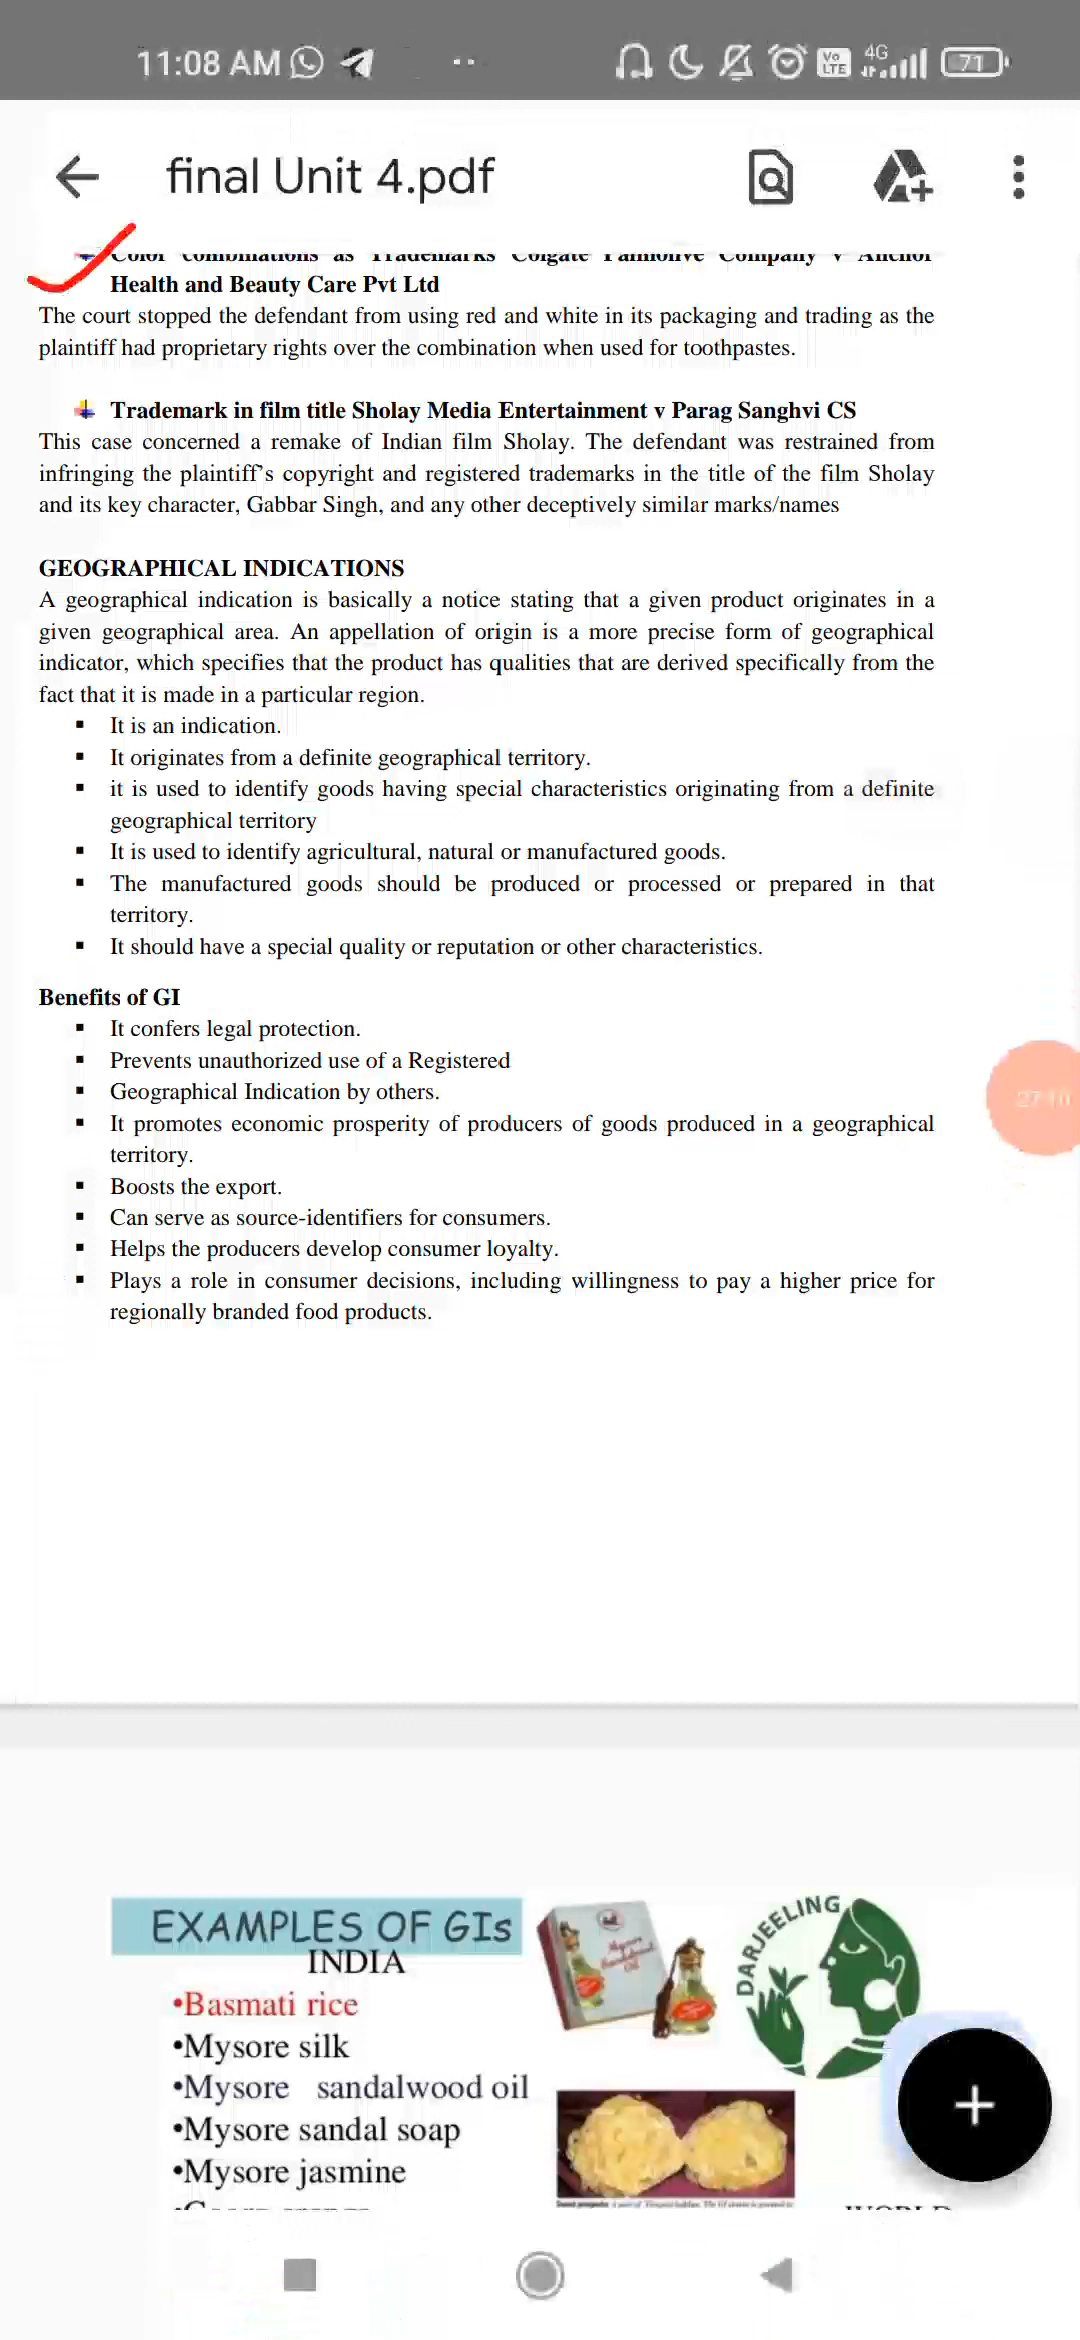 11:08 AM
Vo LTE 4G 71
final Unit 4.pdf
Color combinations as Trademarks Colgate Palmolive Company v Anchor
Health and Beauty Care Pvt Ltd
The court stopped the defendant from using red and white in its packaging and trading as the
plaintiff had proprietary rights over the combination when used for toothpastes.
Trademark in film title Sholay Media Entertainment v Parag Sanghvi CS
This case concerned a remake of Indian film Sholay. The defendant was restrained from
infringing the plaintiff's copyright and registered trademarks in the title of the film Sholay
and its key character, Gabbar Singh, and any other deceptively similar marks/names
GEOGRAPHICAL INDICATIONS
A geographical indication is basically a notice stating that a given product originates in a
given geographical area. An appellation of origin is a more precise form of geographical
indicator, which specifies that the product has qualities that are derived specifically from the
fact that it is made in a particular region.
▪ It is an indication.
▪ It originates from a definite geographical territory.
▪ it is used to identify goods having special characteristics originating from a definite
geographical territory
▪ It is used to identify agricultural, natural or manufactured goods.
▪ The manufactured goods should be produced or processed or prepared in that
territory.
▪ It should have a special quality or reputation or other characteristics.
Benefits of GI
▪ It confers legal protection.
▪ Prevents unauthorized use of a Registered
▪ Geographical Indication by others.
▪ It promotes economic prosperity of producers of goods produced in a geographical
territory.
▪ Boosts the export.
▪ Can serve as source-identifiers for consumers.
▪ Helps the producers develop consumer loyalty.
▪ Plays a role in consumer decisions, including willingness to pay a higher price for
regionally branded food products.
EXAMPLES OF GIs
INDIA
•Basmati rice
•Mysore silk
•Mysore sandalwood oil
•Mysore sandal soap
•Mysore jasmine
DARJEELING
WORLD